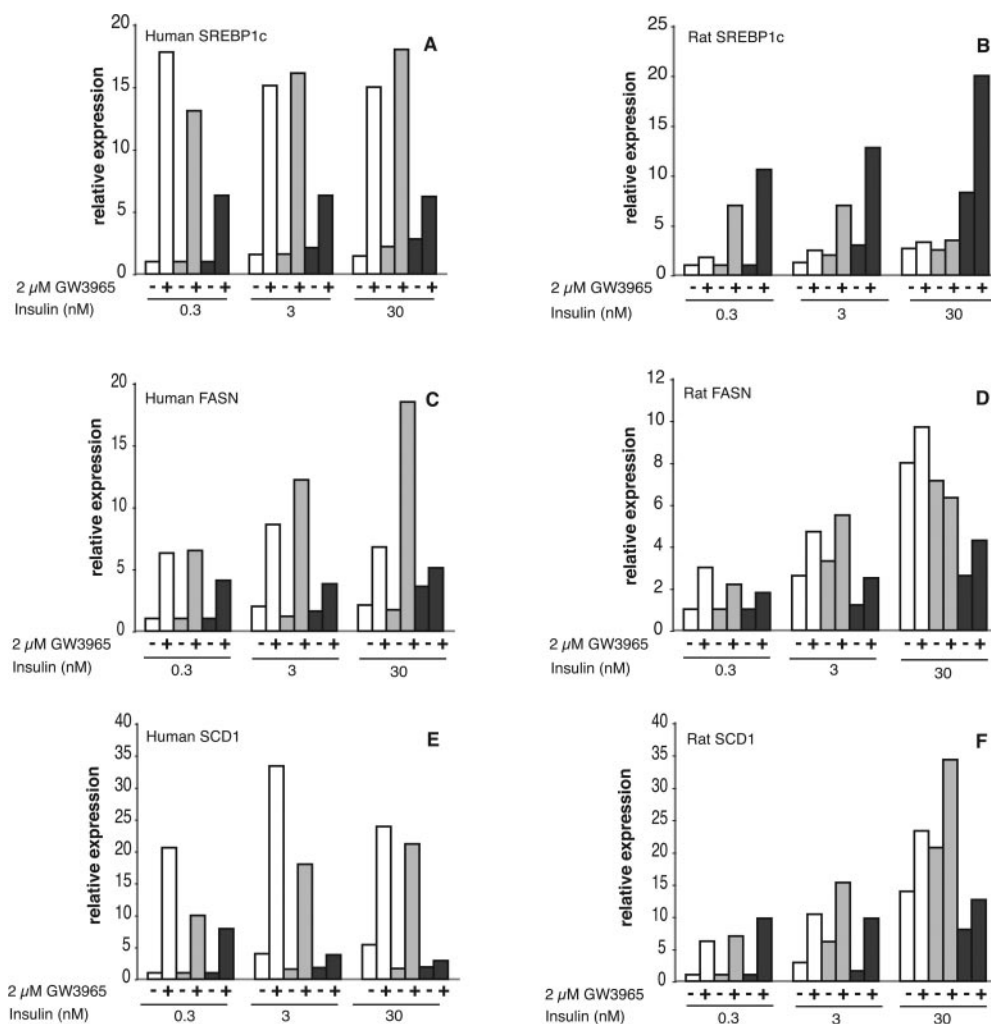 Human SREBP1c A
relative expression
20
15
10
5
0
2 µM GW3965 - + - + - + - + - + - + - + - + - +
Insulin (nM) 0.3 3 30
Rat SREBP1c B
relative expression
25
20
15
10
5
0
2 µM GW3965 - + - + - + - + - + - + - + - + - +
Insulin (nM) 0.3 3 30
Human FASN C
relative expression
20
15
10
5
0
2 µM GW3965 - + - + - + - + - + - + - + - + - +
Insulin (nM) 0.3 3 30
Rat FASN D
relative expression
12
10
8
6
4
2
0
2 µM GW3965 - + - + - + - + - + - + - + - + - +
Insulin (nM) 0.3 3 30
Human SCD1 E
relative expression
40
35
30
25
20
15
10
5
0
2 µM GW3965 - + - + - + - + - + - + - + - + - +
Insulin (nM) 0.3 3 30
Rat SCD1 F
relative expression
40
35
30
25
20
15
10
5
0
2 µM GW3965 - + - + - + - + - + - + - + - + - +
Insulin (nM) 0.3 3 30